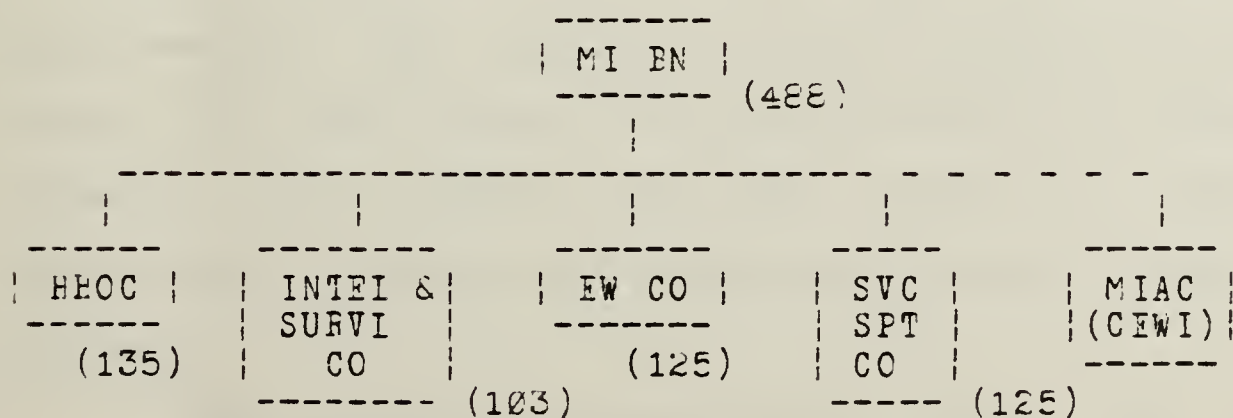 MI BN
(488)
HHOC
INTEL &
SURVL
CO
EW CO
SVC
SPT
CO
MIAC
(CEWI)
(135)
(103)
(125)
(125)